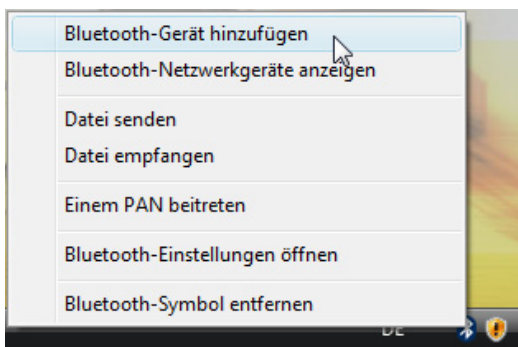 Bluetooth-Gerät hinzufügen
Bluetooth-Netzwerkgeräte anzeigen
Datei senden
Datei empfangen
Einem PAN beitreten
Bluetooth-Einstellungen öffnen
Bluetooth-Symbol entfernen
DE